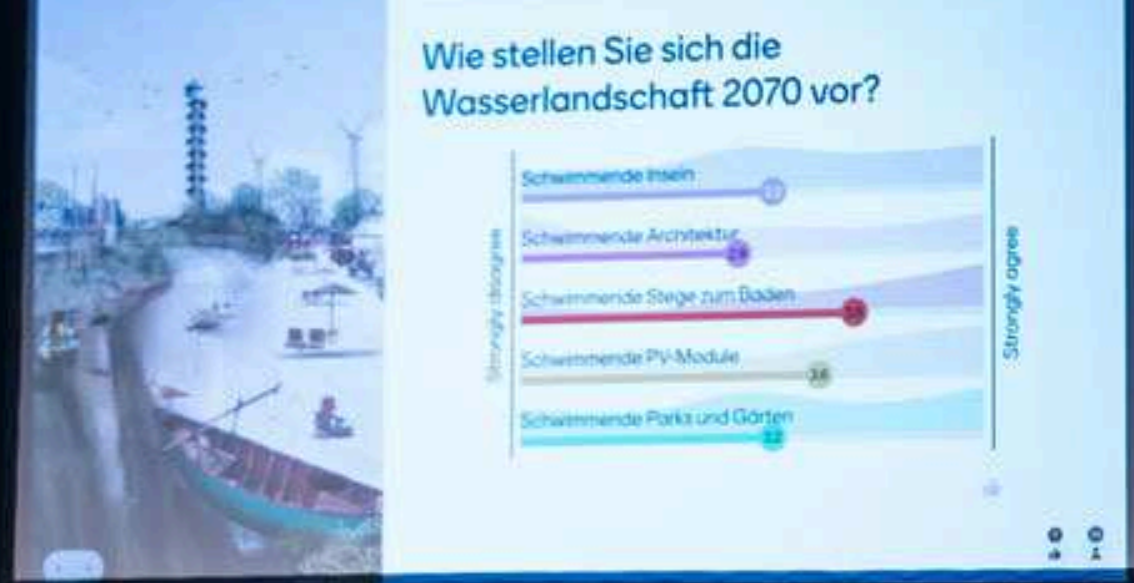 Wie stellen Sie sich die
Wasserlandschaft 2070 vor?
Schwimmende Inseln
Schwimmende Architektur
Schwimmende Stege zum Baden
Schwimmende PV-Module
3.6
Schwimmende Parks und Gärten
Strongly disagree
Strongly agree